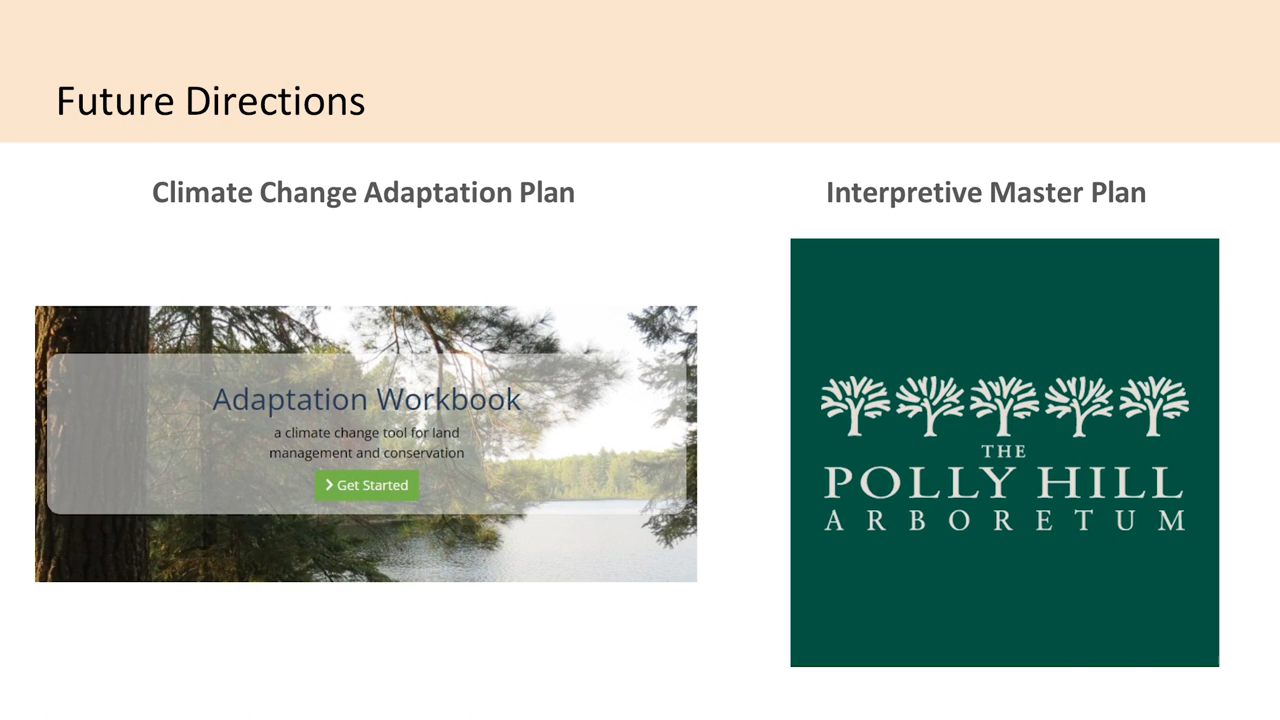 Future Directions
Climate Change Adaptation Plan
Interpretive Master Plan
Adaptation Workbook
a climate change tool for land
management and conservation
Get Started
THE
POLLY HILL
ARBORETUM